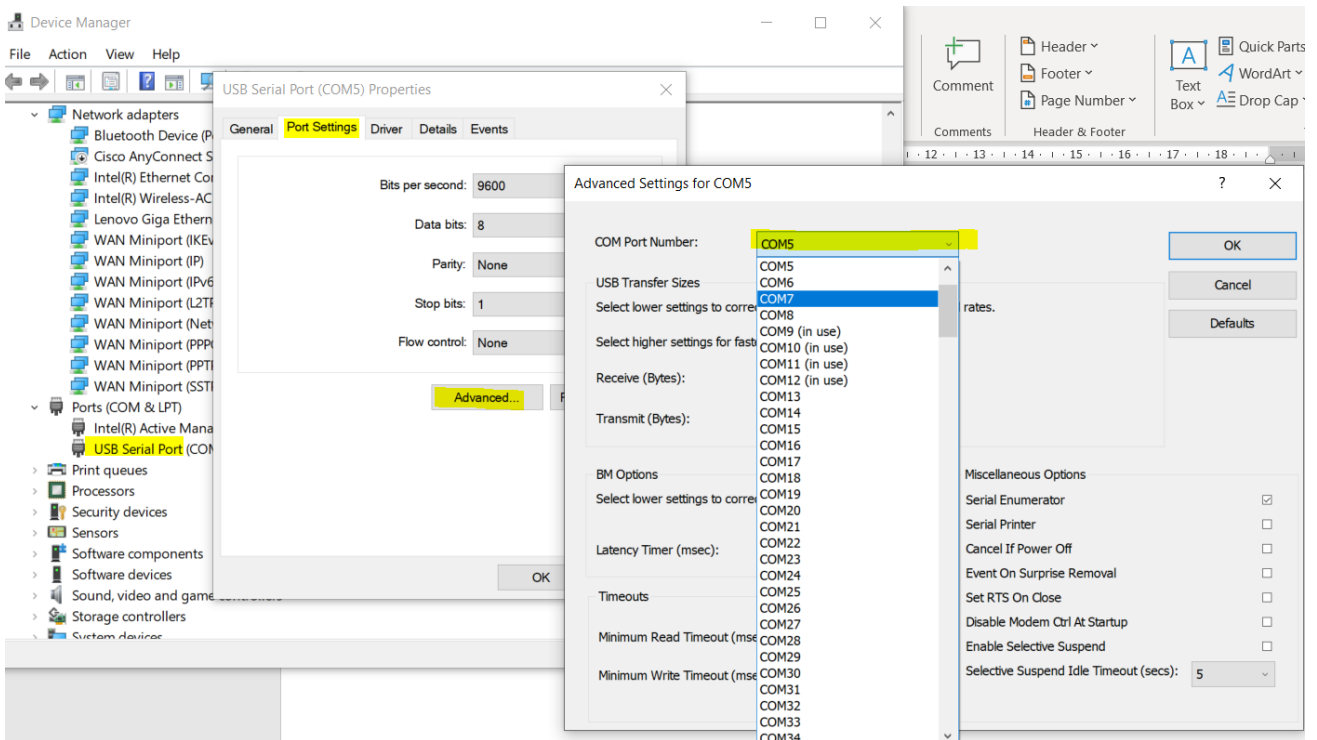 Device Manager
File Action View Help
Network adapters
Bluetooth Device (P
Cisco AnyConnect S
Intel(R) Ethernet Co
Intel(R) Wireless-AC
Lenovo Giga Ethern
WAN Miniport (IKEv
WAN Miniport (IP)
WAN Miniport (IPv6
WAN Miniport (L2TP
WAN Miniport (Net
WAN Miniport (PPP
WAN Miniport (PPT
WAN Miniport (SST
Ports (COM & LPT)
Intel(R) Active Mana
USB Serial Port (COM
Print queues
Processors
Security devices
Sensors
Software components
Software devices
Sound, video and game controllers
Storage controllers
System devices
USB Serial Port (COM5) Properties
General Port Settings Driver Details Events
Bits per second: 9600
Data bits: 8
Parity: None
Stop bits: 1
Flow control: None
Advanced...
OK
Comment
Comments
Header
Footer
Page Number
Header & Footer
Text
Box
Quick Parts
WordArt
Drop Cap
12 13 14 15 16 17 18
Advanced Settings for COM5
?
COM Port Number: COM5
OK
Cancel
Defaults
USB Transfer Sizes
Select lower settings to corre rates.
Select higher settings for fast
Receive (Bytes):
Transmit (Bytes):
BM Options
Select lower settings to corre
Latency Timer (msec):
Timeouts
Minimum Read Timeout (mse
Minimum Write Timeout (mse
COM5
COM6
COM7
COM8
COM9 (in use)
COM10 (in use)
COM11 (in use)
COM12 (in use)
COM13
COM14
COM15
COM16
COM17
COM18
COM19
COM20
COM21
COM22
COM23
COM24
COM25
COM26
COM27
COM28
COM29
COM30
COM31
COM32
COM33
COM34
Miscellaneous Options
Serial Enumerator
Serial Printer
Cancel If Power Off
Event On Surprise Removal
Set RTS On Close
Disable Modem Ctrl At Startup
Enable Selective Suspend
Selective Suspend Idle Timeout (secs): 5